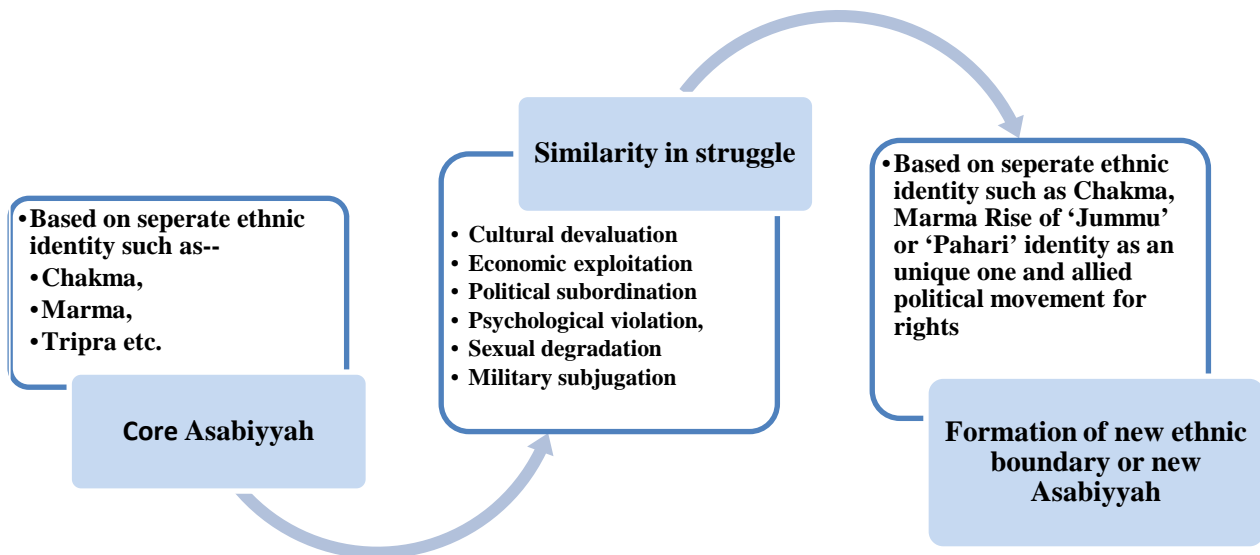 •Based on seperate ethnic
identity such as--
•Chakma,
•Marma,
•Tripra etc.
Core Asabiyyah
Similarity in struggle
• Cultural devaluation
• Economic exploitation
• Political subordination
• Psychological violation,
• Sexual degradation
• Military subjugation
•Based on seperate ethnic
identity such as Chakma,
Marma Rise of ‘Jummu’
or ‘Pahari’ identity as an
unique one and allied
political movement for
rights
Formation of new ethnic
boundary or new
Asabiyyah